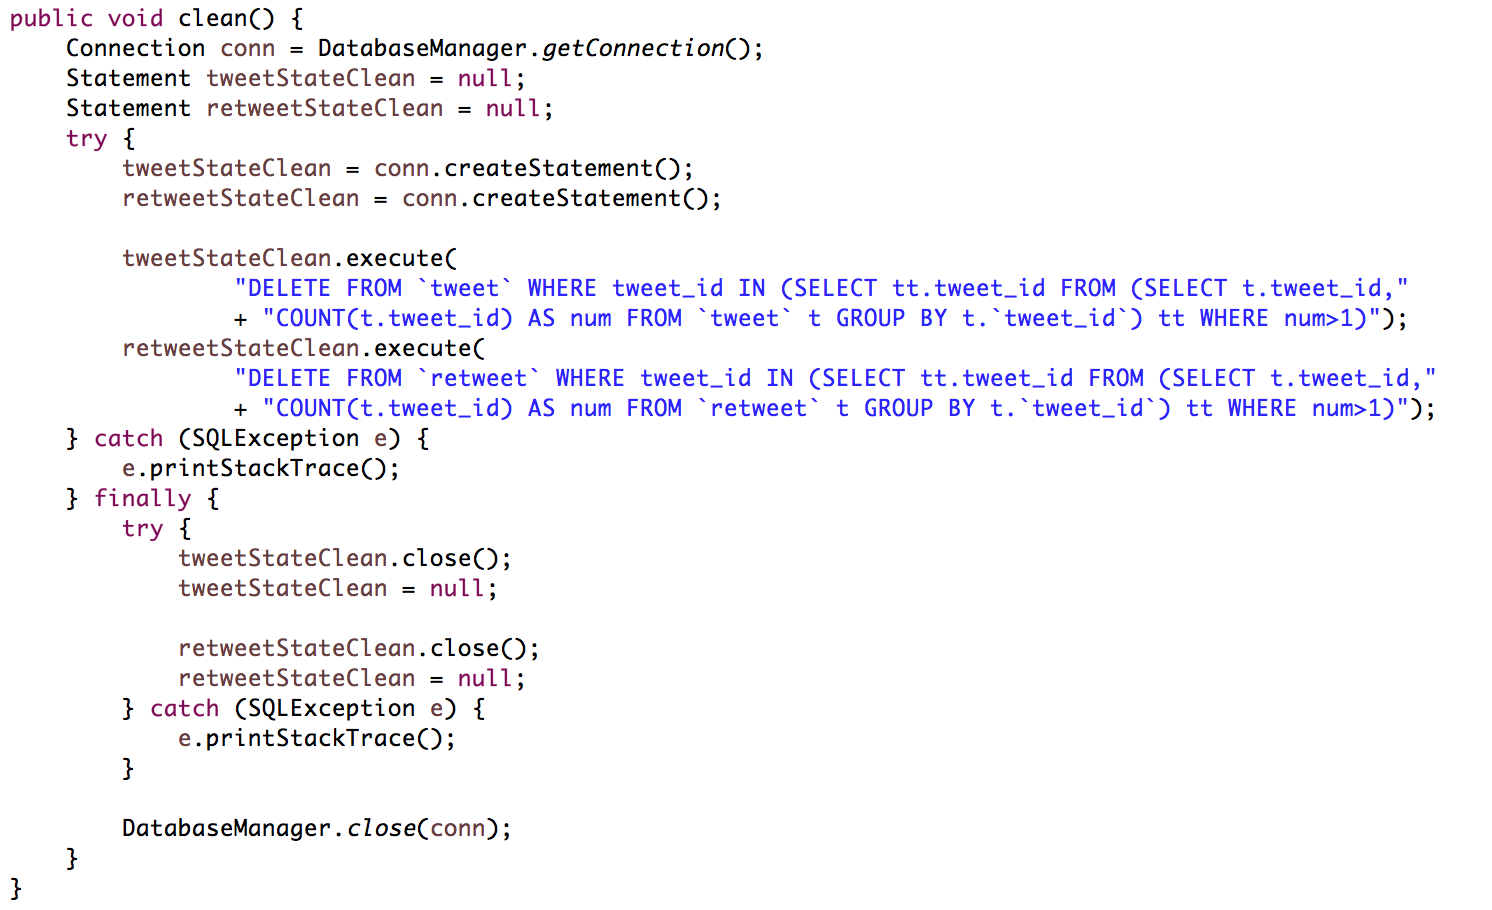 public void clean() {
    Connection conn = DatabaseManager.getConnection();
    Statement tweetStateClean = null;
    Statement retweetStateClean = null;
    try {
        tweetStateClean = conn.createStatement();
        retweetStateClean = conn.createStatement();

        tweetStateClean.execute(
                "DELETE FROM `tweet` WHERE tweet_id IN (SELECT tt.tweet_id FROM (SELECT t.tweet_id,"
                + "COUNT(t.tweet_id) AS num FROM `tweet` t GROUP BY t.`tweet_id`) tt WHERE num>1)");
        retweetStateClean.execute(
                "DELETE FROM `retweet` WHERE tweet_id IN (SELECT tt.tweet_id FROM (SELECT t.tweet_id,"
                + "COUNT(t.tweet_id) AS num FROM `retweet` t GROUP BY t.`tweet_id`) tt WHERE num>1)");
    } catch (SQLException e) {
        e.printStackTrace();
    } finally {
        try {
            tweetStateClean.close();
            tweetStateClean = null;

            retweetStateClean.close();
            retweetStateClean = null;
        } catch (SQLException e) {
            e.printStackTrace();
        }

        DatabaseManager.close(conn);
    }
}